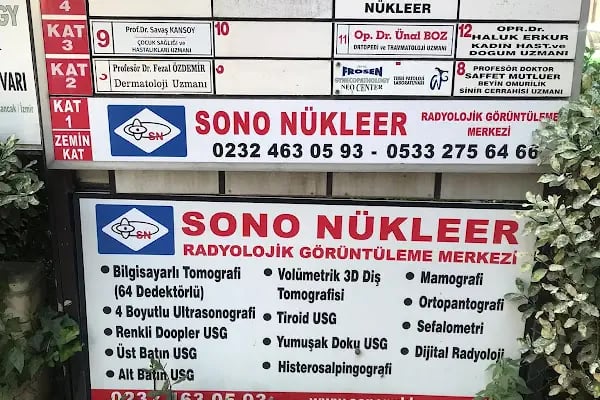 4
NÜKLEER
KAT
3
9
Prof.Dr. Savaş KANSOY
ÇOCUK SAĞLIĞI ve
HASTALIKLARI UZMANI
10
11
Op. Dr. Ünal BOZ
ORTOPEDİ ve TRAVMATOLOJİ UZMANI
12
OPR.Dr.
HALUK ERKUR
KADIN HAST.ve
DOĞUM UZMANI
KAT
2
Profesör Dr. Fezal ÖZDEMİR
Dermatoloji Uzmanı
FROSEN
GYNECOPATHOLOGY
NEO CENTER
8
PROFESÖR DOKTOR
SAFFET MUTLUER
BEYİN OMURİLİK
SİNİR CERRAHİSİ UZMANI
VARI
ancak / İzmir
KAT
1
ZEMİN
KAT
SN
SONO NÜKLEER
RADYOLOJİK GÖRÜNTÜLEME
MERKEZİ
0232 463 05 93 - 0533 275 64 66
SN
SONO NÜKLEER
RADYOLOJİK GÖRÜNTÜLEME MERKEZİ
• Bilgisayarlı Tomografi
(64 Dedektörlü)
• 4 Boyutlu Ultrasonografi
• Renkli Doopler USG
• Üst Batın USG
• Alt Batın USG
• Volümetrik 3D Diş
Tomografisi
• Tiroid USG
• Yumuşak Doku USG
• Histerosalpingografi
• Mamografi
• Ortopantografi
• Sefalometri
• Dijital Radyoloji